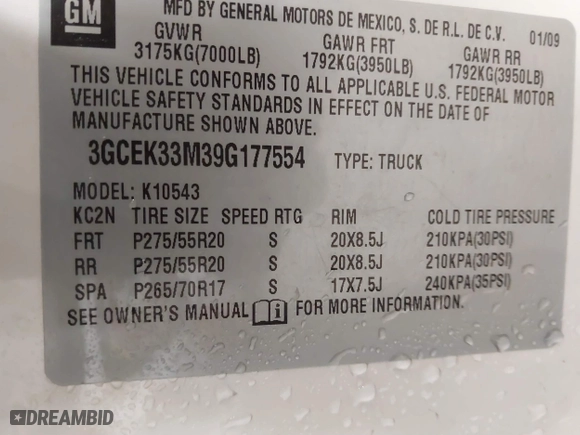 GM
MFD BY GENERAL MOTORS DE MEXICO, S. DE R.L. DE C.V. 01/09
GVWR GAWR FRT GAWR RR
3175KG(7000LB) 1792KG(3950LB) 1792KG(3950LB)
THIS VEHICLE CONFORMS TO ALL APPLICABLE U.S. FEDERAL MOTOR
VEHICLE SAFETY STANDARDS IN EFFECT ON THE DATE OF
MANUFACTURE SHOWN ABOVE.
3GCEK33M39G177554 TYPE: TRUCK
MODEL: K10543
KC2N TIRE SIZE SPEED RTG RIM COLD TIRE PRESSURE
FRT P275/55R20 S 20X8.5J 210KPA(30PSI)
RR P275/55R20 S 20X8.5J 210KPA(30PSI)
SPA P265/70R17 S 17X7.5J 240KPA(35PSI)
SEE OWNER'S MANUAL i FOR MORE INFORMATION.
DREAMBID